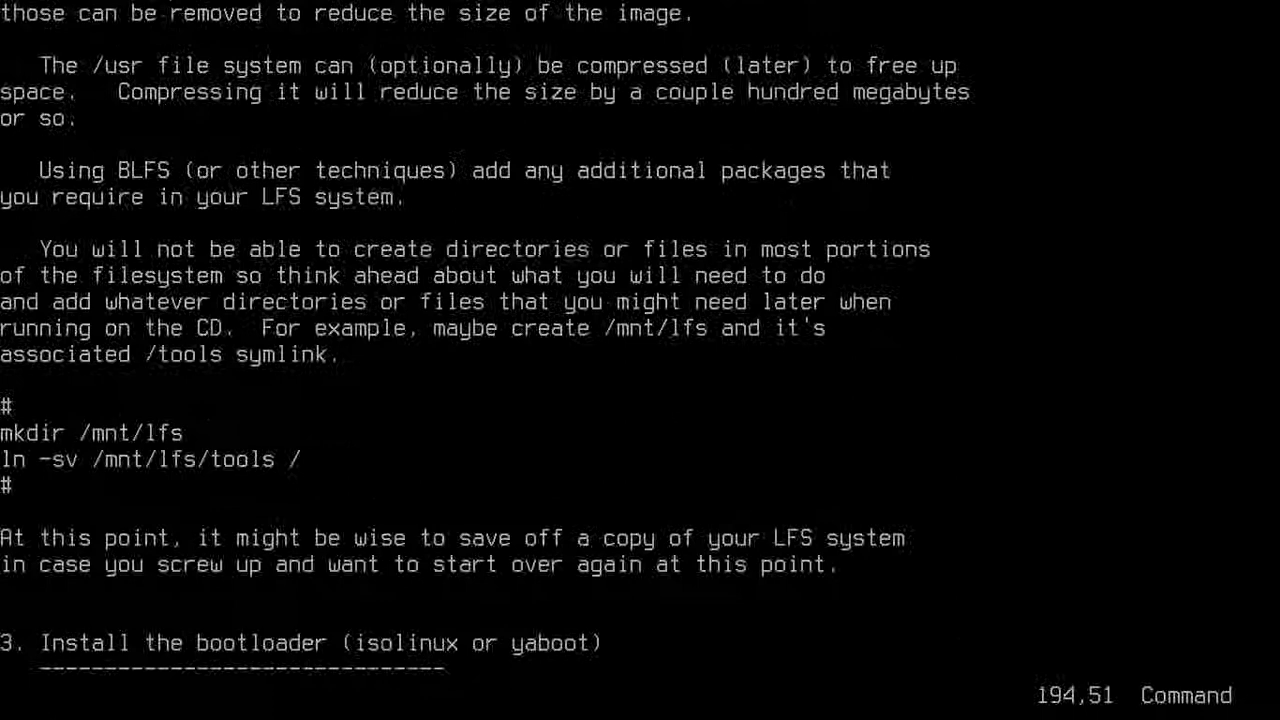 those can be removed to reduce the size of the image.
The /usr file system can (optionally) be compressed (later) to free up
space.   Compressing it will reduce the size by a couple hundred megabytes
or so.
Using BLFS (or other techniques) add any additional packages that
you require in your LFS system.
You will not be able to create directories or files in most portions
of the filesystem so think ahead about what you will need to do
and add whatever directories or files that you might need later when
running on the CD.  For example, maybe create /mnt/lfs and it's
associated /tools symlink.
#
mkdir /mnt/lfs
ln -sv /mnt/lfs/tools /
#
At this point, it might be wise to save off a copy of your LFS system
in case you screw up and want to start over again at this point.
3. Install the bootloader (isolinux or yaboot)
-------------------------------
194,51  Command